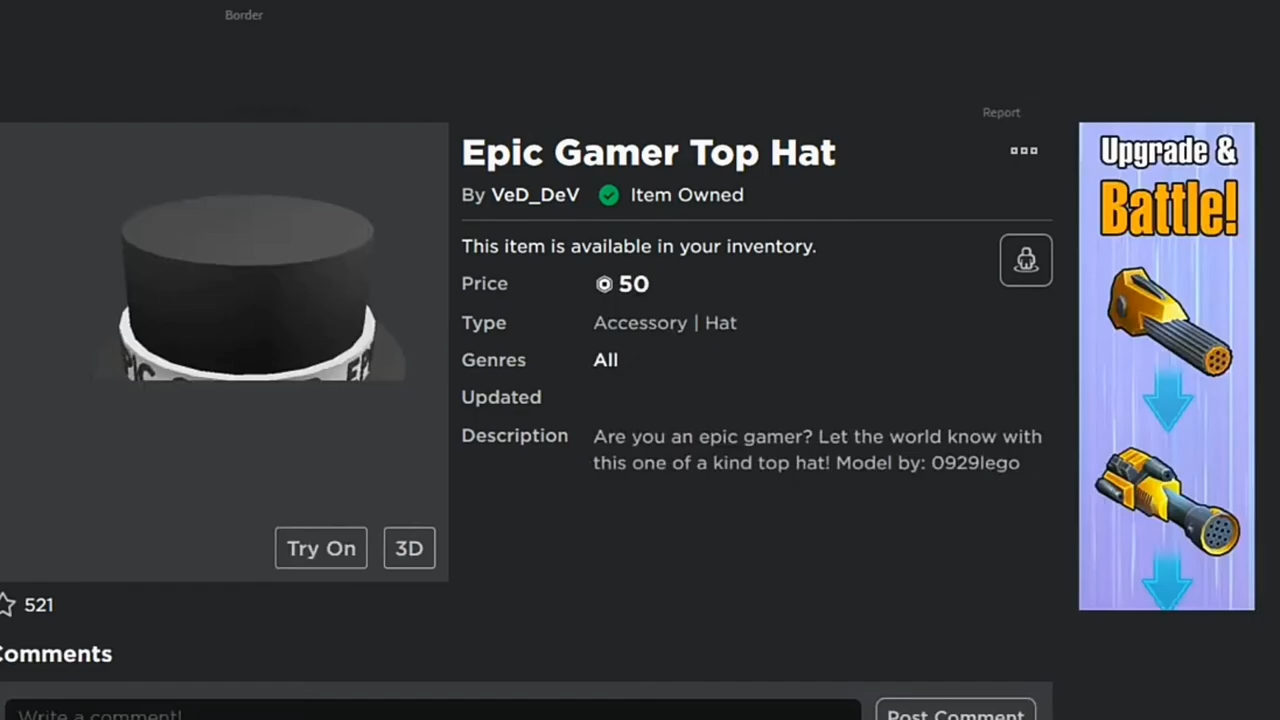 Border
Report
Epic Gamer Top Hat
By VeD_DeV Item Owned
This item is available in your inventory.
Price 50
Type Accessory | Hat
Genres All
Updated
Description Are you an epic gamer? Let the world know with
this one of a kind top hat! Model by: 0929lego
EPIC
Try On 3D
521
Comments
Write a comment!
Post Comment
Upgrade &
Battle!